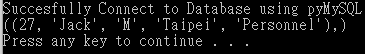 Succesfully Connect to Database using pyMySQL
((27, 'Jack', 'M', 'Taipei', 'Personnel'),)
Press any key to continue . . .